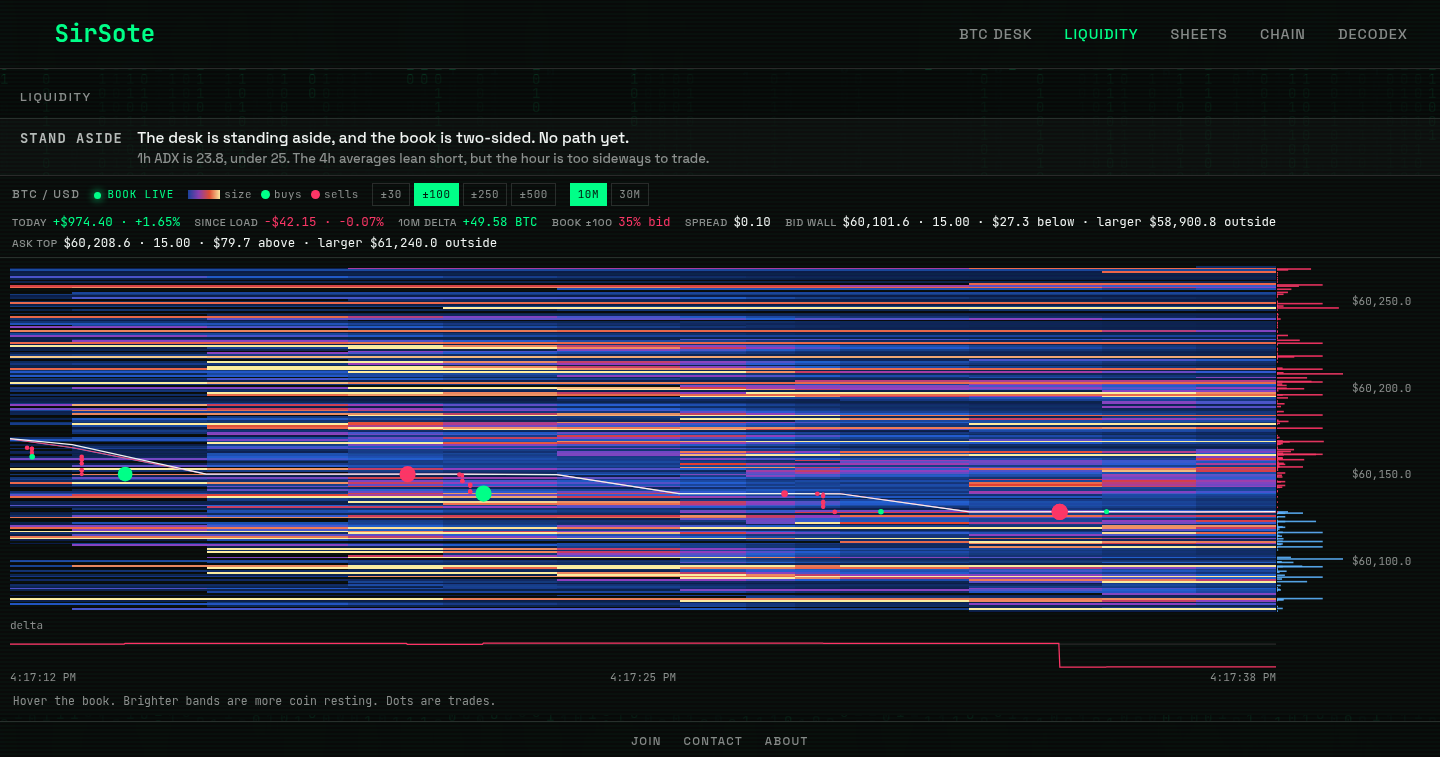 SirSote
BTC DESK LIQUIDITY SHEETS CHAIN DECODEX
LIQUIDITY
STAND ASIDE The desk is standing aside, and the book is two-sided. No path yet.
1h ADX is 23.8, under 25. The 4h averages lean short, but the hour is too sideways to trade.
BTC / USD BOOK LIVE size buys sells ±30 ±100 ±250 ±500 10M 30M
TODAY +$974.40 · +1.65% SINCE LOAD -$42.15 · -0.07% 10M DELTA +49.58 BTC BOOK ±100 35% bid SPREAD $0.10 BID WALL $60,101.6 · 15.00 · $27.3 below · larger $58,900.8 outside
ASK TOP $60,208.6 · 15.00 · $79.7 above · larger $61,240.0 outside
$60,250.0
$60,200.0
$60,150.0
$60,100.0
delta
4:17:12 PM 4:17:25 PM 4:17:38 PM
Hover the book. Brighter bands are more coin resting. Dots are trades.
JOIN CONTACT ABOUT